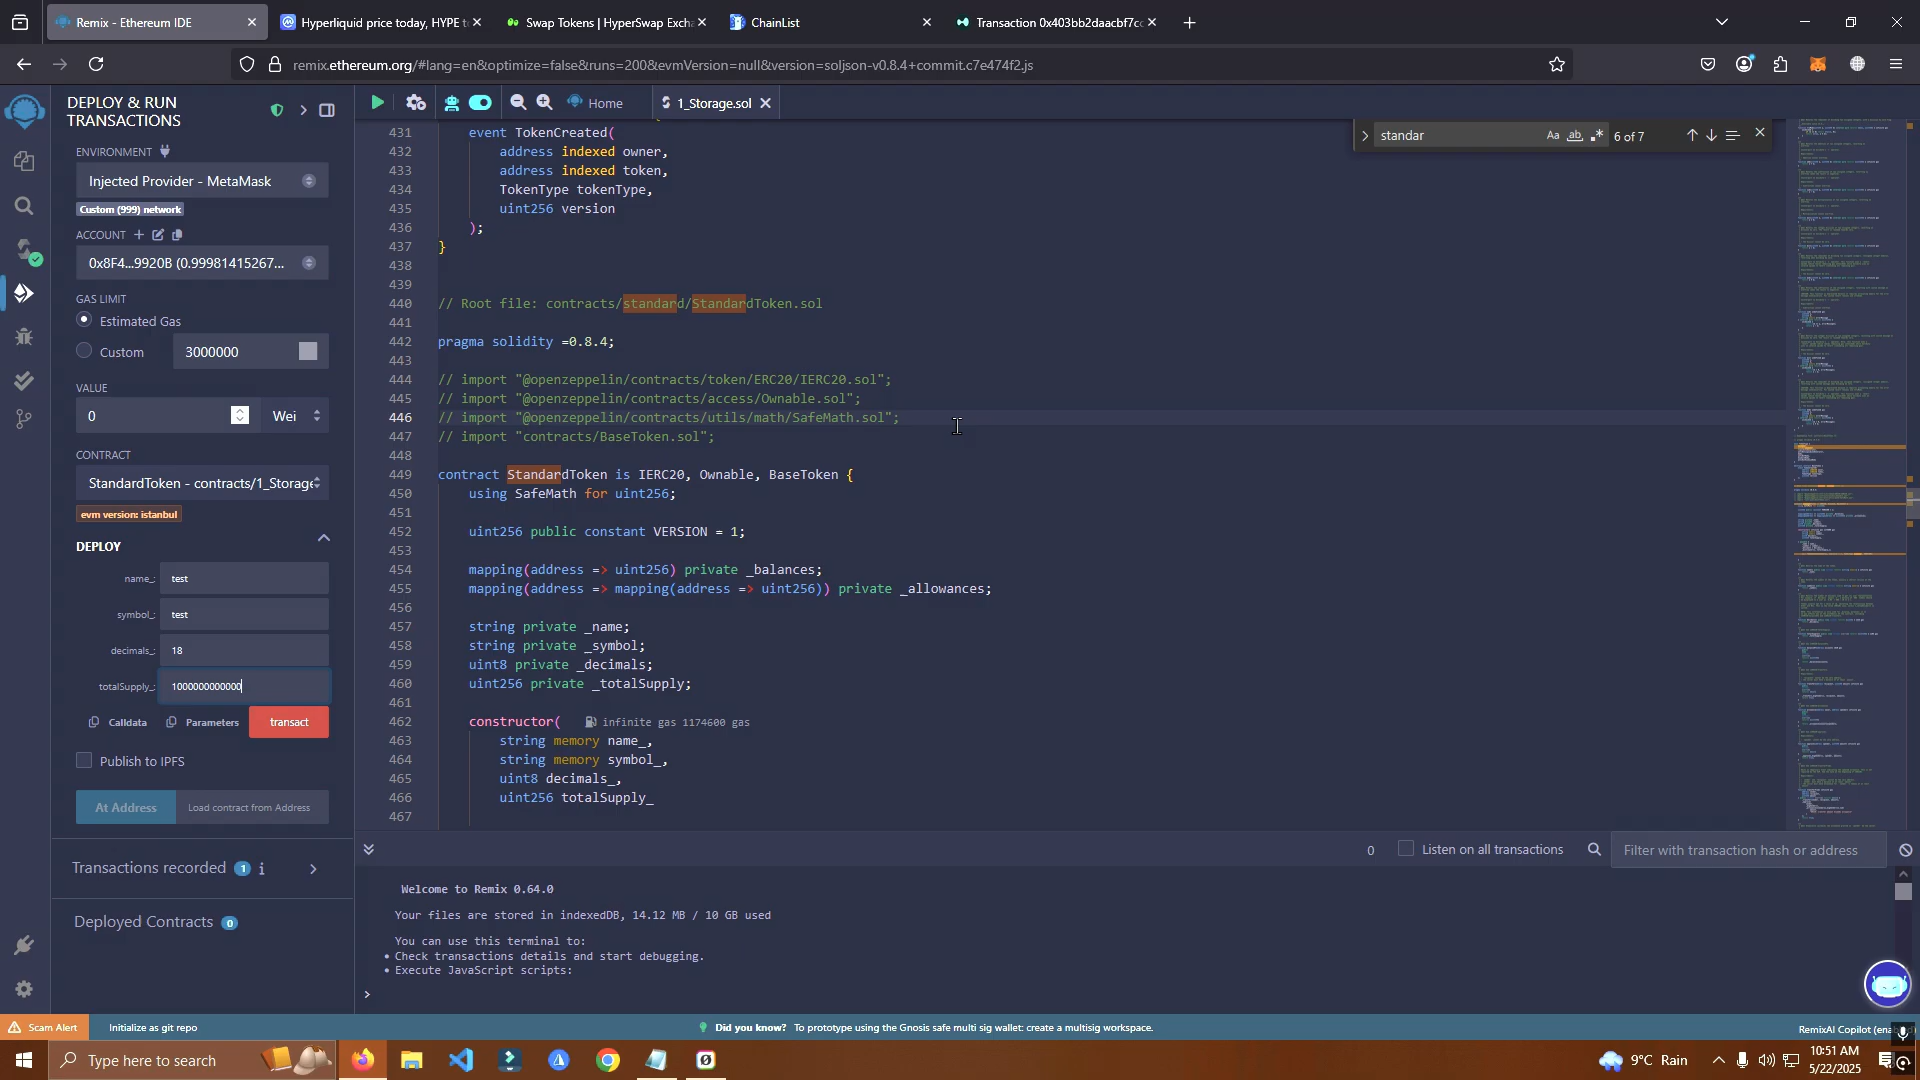 Remix - Ethereum IDE
Hyperliquid price today, HYPE t
Swap Tokens | HyperSwap Excha
ChainList
Transaction 0x403bb2daacbf7cc
remix.ethereum.org/#lang=en&optimize=false&runs=200&evmVersion=null&version=soljson-v0.8.4+commit.c7e474f2.js
DEPLOY & RUN
TRANSACTIONS
ENVIRONMENT
Injected Provider - MetaMask
Custom (999) network
ACCOUNT
0x8F4...9920B (0.99981415267...
GAS LIMIT
Estimated Gas
Custom
3000000
VALUE
0
Wei
CONTRACT
StandardToken - contracts/1_Storage
evm version: istanbul
DEPLOY
name_:
test
symbol_:
test
decimals_:
18
totalSupply_:
1000000000000
Calldata
Parameters
transact
Publish to IPFS
At Address
Load contract from Address
Transactions recorded 1 i
Deployed Contracts 0
Home
1_Storage.sol
standar
Aa
ab
6 of 7
431 event TokenCreated(
432 address indexed owner,
433 address indexed token,
434 TokenType tokenType,
435 uint256 version
436 );
437 }
438
439
440 // Root file: contracts/standard/StandardToken.sol
441
442 pragma solidity =0.8.4;
443
444 // import "@openzeppelin/contracts/token/ERC20/IERC20.sol";
445 // import "@openzeppelin/contracts/access/Ownable.sol";
446 // import "@openzeppelin/contracts/utils/math/SafeMath.sol";
447 // import "contracts/BaseToken.sol";
448
449 contract StandardToken is IERC20, Ownable, BaseToken {
450 using SafeMath for uint256;
451
452 uint256 public constant VERSION = 1;
453
454 mapping(address => uint256) private _balances;
455 mapping(address => mapping(address => uint256)) private _allowances;
456
457 string private _name;
458 string private _symbol;
459 uint8 private _decimals;
460 uint256 private _totalSupply;
461
462 constructor( infinite gas 1174600 gas
463 string memory name_,
464 string memory symbol_,
465 uint8 decimals_,
466 uint256 totalSupply_
467
0
Listen on all transactions
Filter with transaction hash or address
Welcome to Remix 0.64.0
Your files are stored in indexedDB, 14.12 MB / 10 GB used
You can use this terminal to:
• Check transactions details and start debugging.
• Execute JavaScript scripts:
>
Scam Alert
Initialize as git repo
Did you know? To prototype using the Gnosis safe multi sig wallet: create a multisig workspace.
RemixAI Copilot (enab
Type here to search
9°C Rain
10:51 AM
5/22/2025